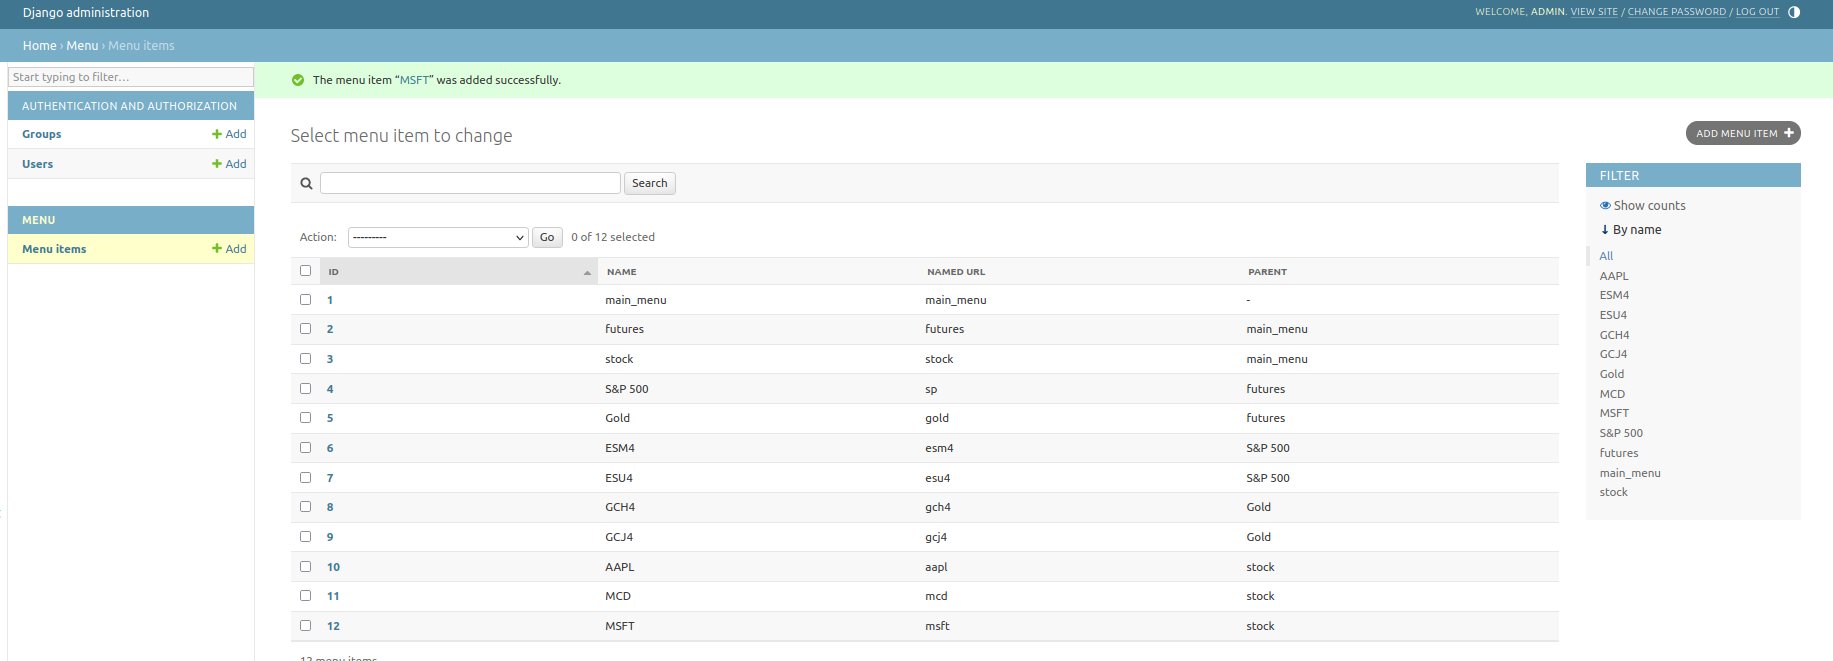 Django administration
WELCOME, ADMIN. VIEW SITE / CHANGE PASSWORD / LOG OUT
Home › Menu › Menu items
Start typing to filter...
AUTHENTICATION AND AUTHORIZATION
Groups + Add
Users + Add
MENU
Menu items + Add
The menu item “MSFT” was added successfully.
Select menu item to change
ADD MENU ITEM +
Search
Action: --------- Go 0 of 12 selected
ID NAME NAMED URL PARENT
1 main_menu main_menu -
2 futures futures main_menu
3 stock stock main_menu
4 S&P 500 sp futures
5 Gold gold futures
6 ESM4 esm4 S&P 500
7 ESU4 esu4 S&P 500
8 GCH4 gch4 Gold
9 GCJ4 gcj4 Gold
10 AAPL aapl stock
11 MCD mcd stock
12 MSFT msft stock
12 menu items
FILTER
Show counts
↓ By name
All
AAPL
ESM4
ESU4
GCH4
GCJ4
Gold
MCD
MSFT
S&P 500
futures
main_menu
stock